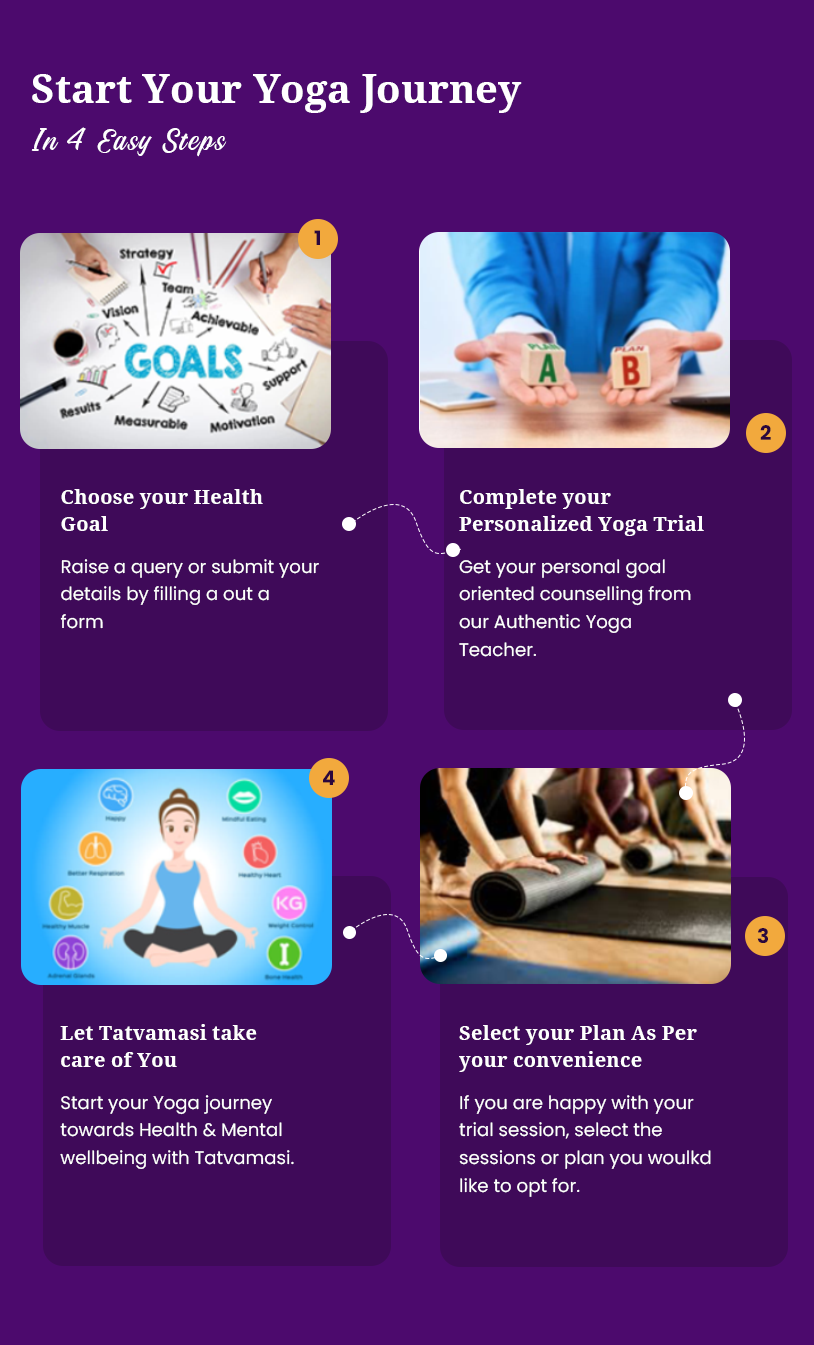 Start Your Yoga Journey
In 4 Easy Steps
1
Strategy
Team
Vision
Achievable
GOALS
Support
Results
Measurable
Motivation
Choose your Health
Goal
Raise a query or submit your
details by filling a out a
form
PLAN PLAN
A B
2
Complete your
Personalized Yoga Trial
Get your personal goal
oriented counselling from
our Authentic Yoga
Teacher.
3
Select your Plan As Per
your convenience
If you are happy with your
trial session, select the
sessions or plan you woulkd
like to opt for.
4
Happy
Mindful Eating
Better Respiration
Healthy Heart
Healthy Muscle
KG
Weight Control
Adrenal Glands
Bone Health
Let Tatvamasi take
care of You
Start your Yoga journey
towards Health & Mental
wellbeing with Tatvamasi.